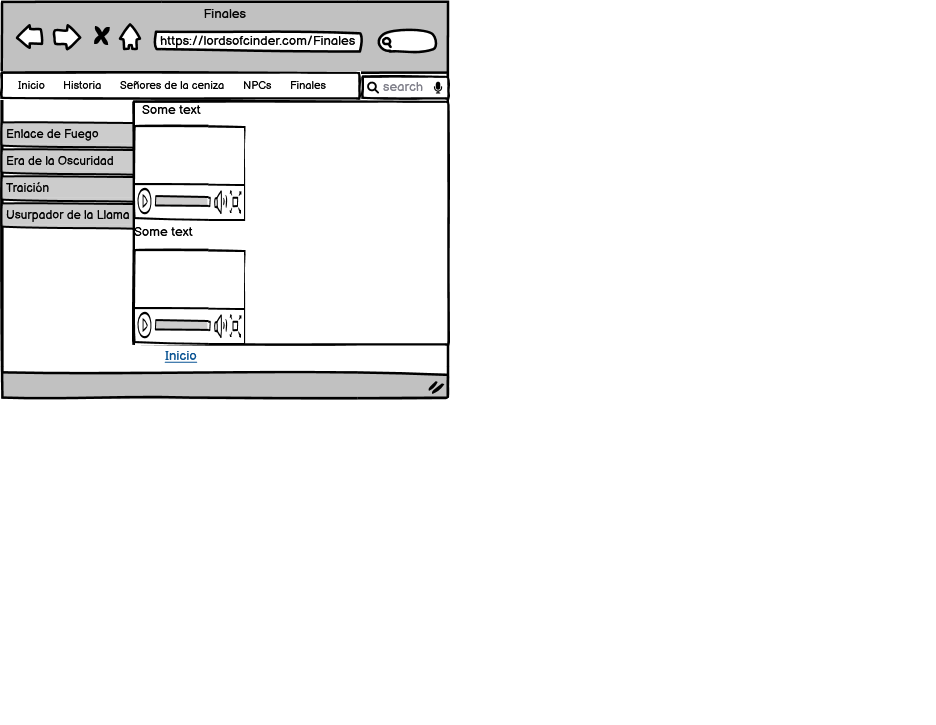 Finales
https://lordsofcinder.com/Finales
Inicio Historia Señores de la ceniza NPCs Finales search
Some text
Enlace de Fuego
Era de la Oscuridad
Traición
Usurpador de la Llama
Some text
Inicio